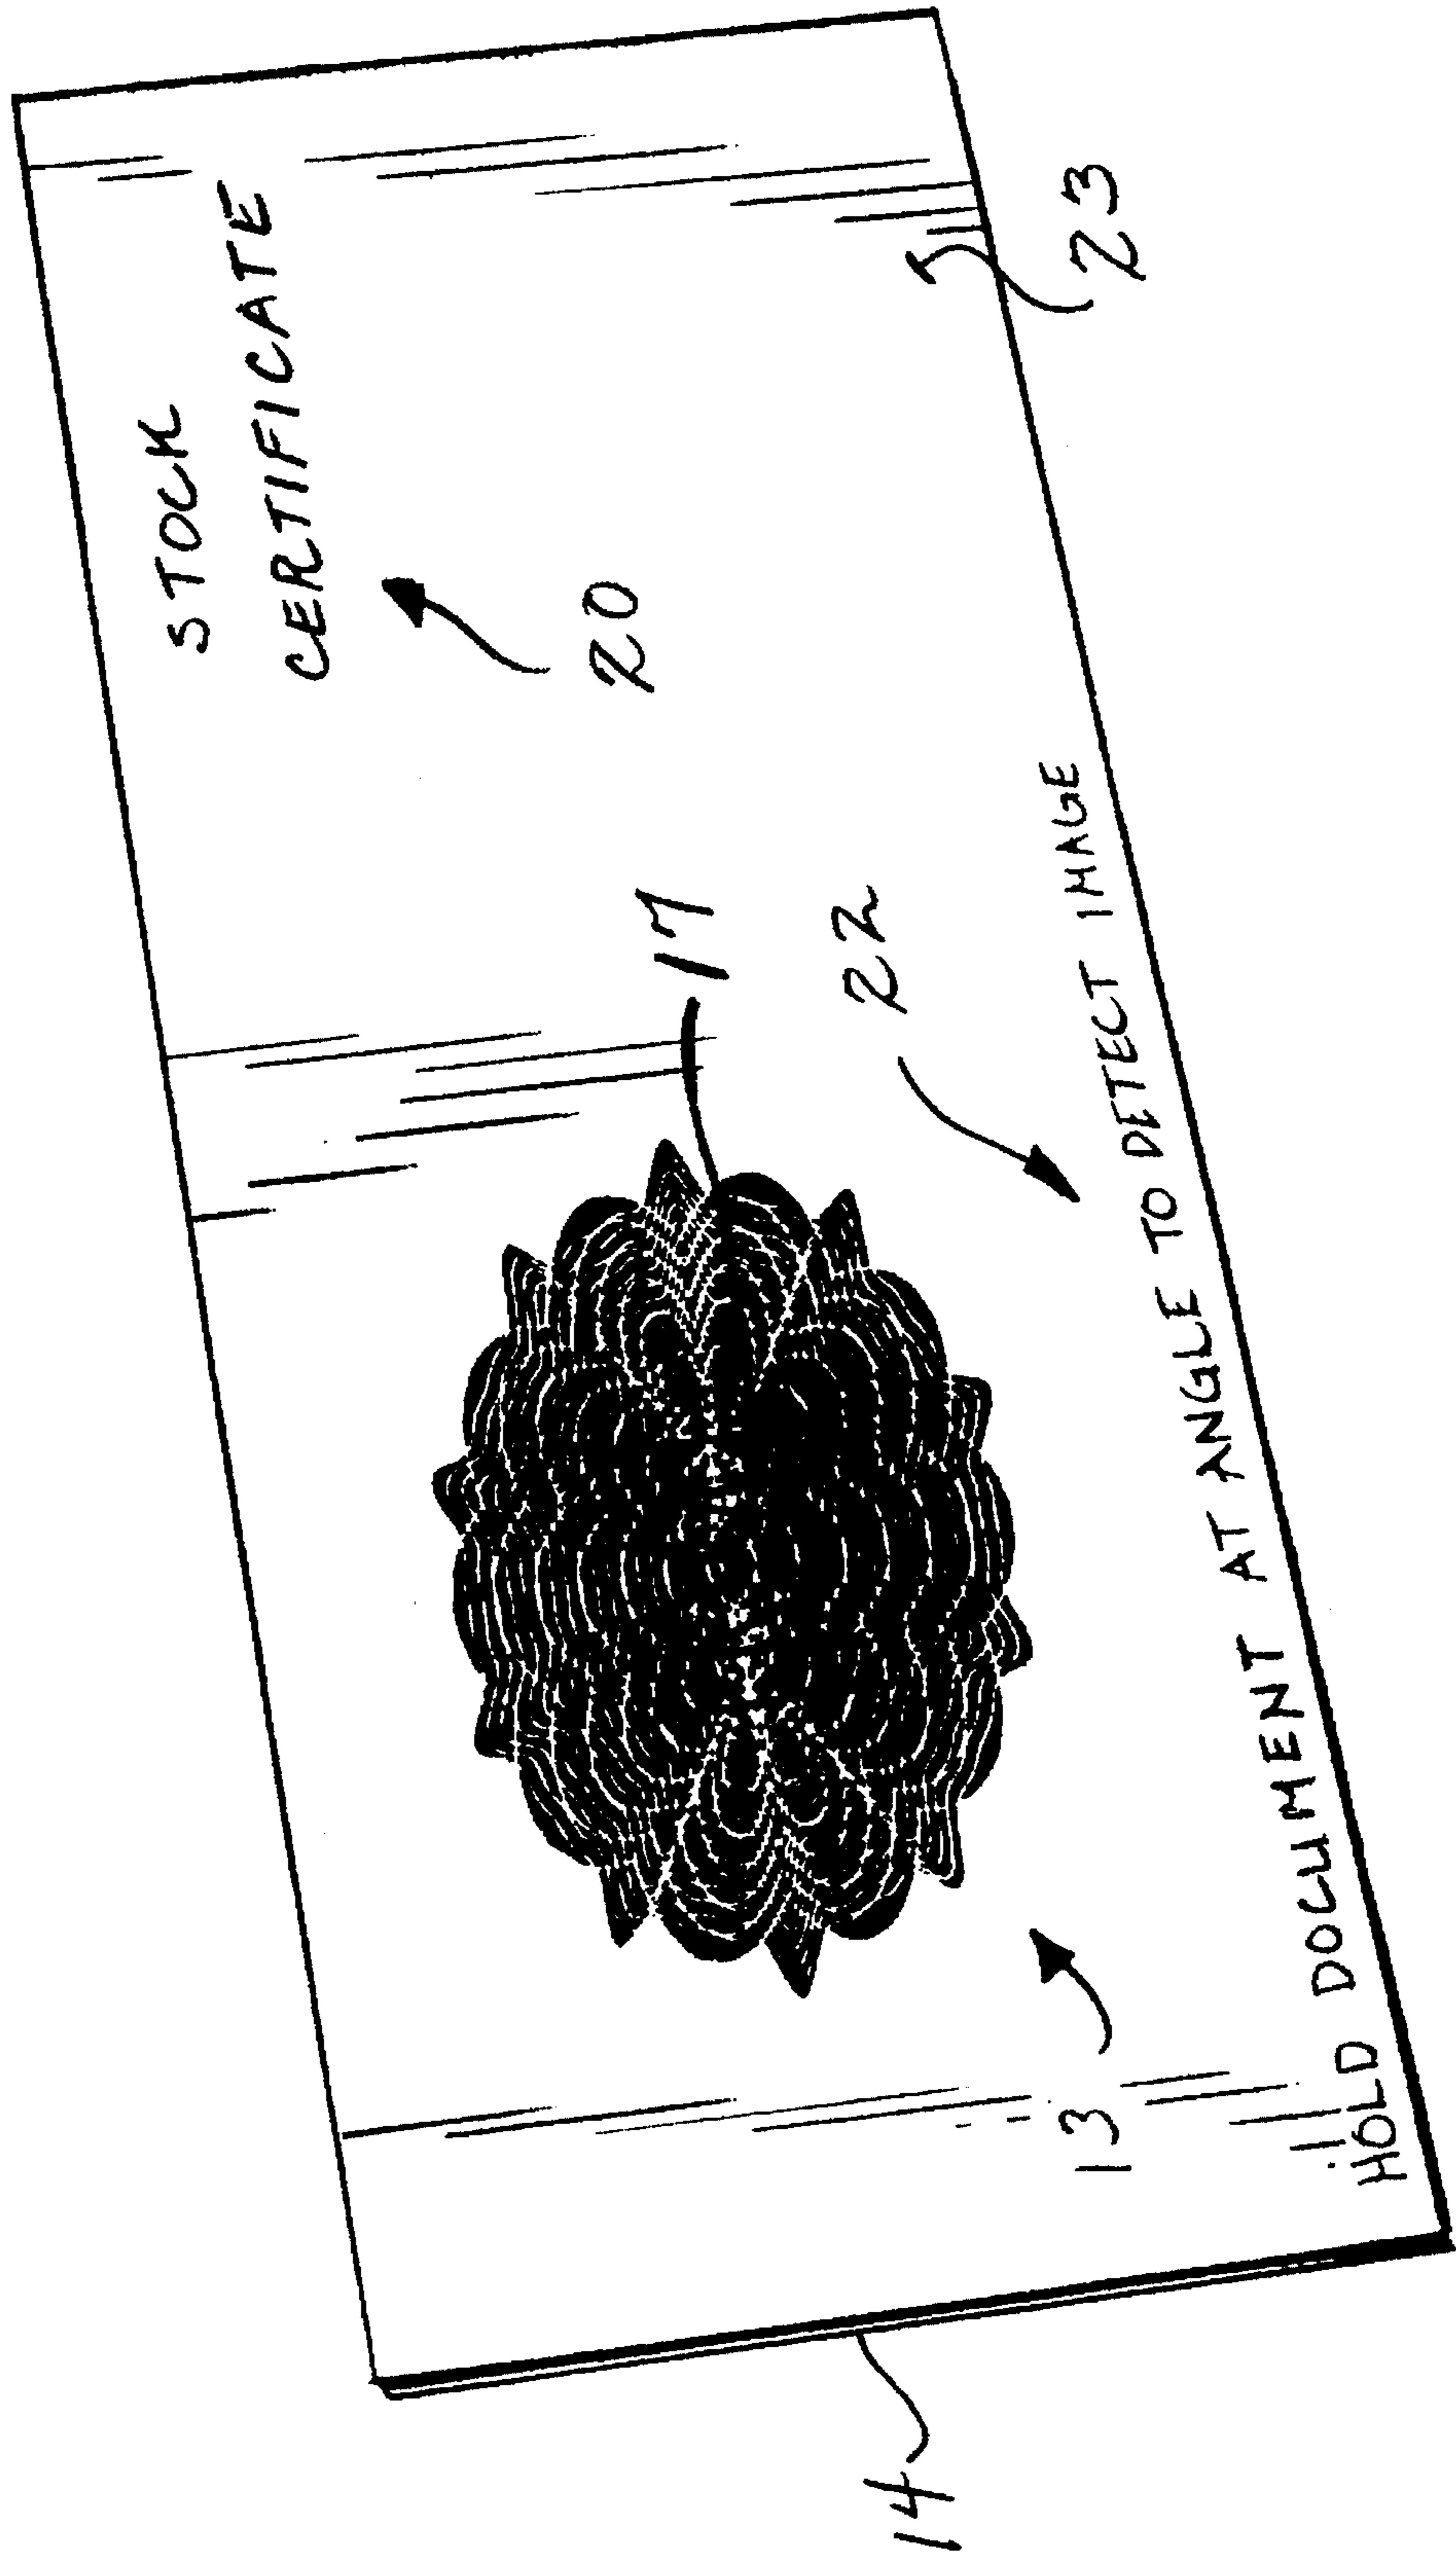 STOCK
CERTIFICATE
20
17
22
23
13
14
HOLD DOCUMENT AT ANGLE TO DETECT IMAGE